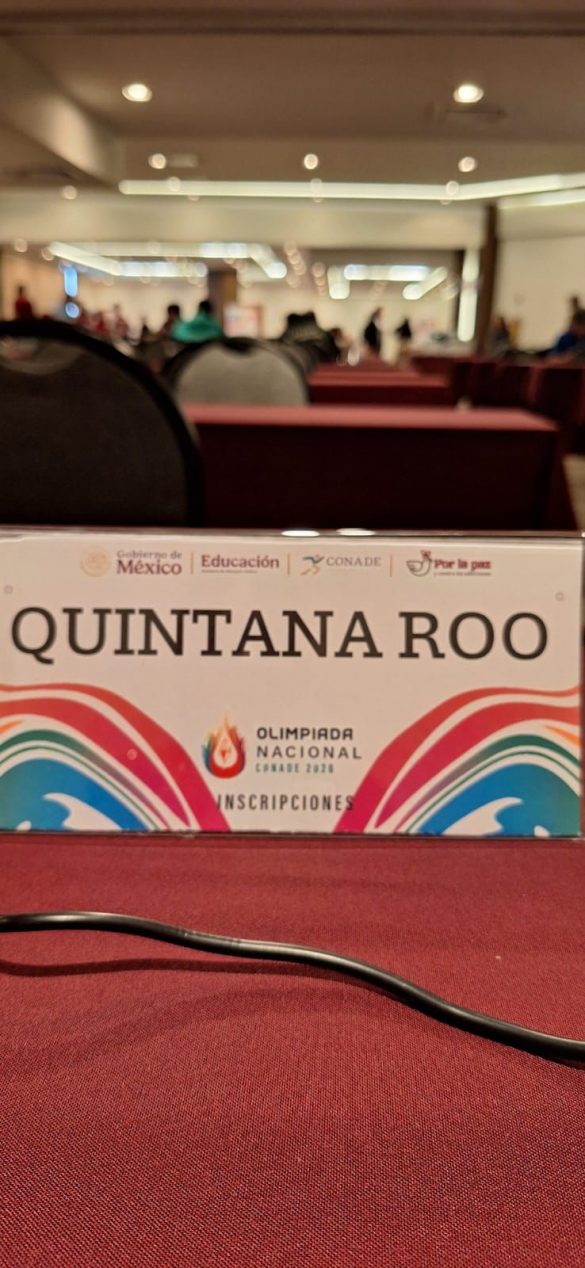 Gobierno de
México
Educación
CONADE
Por la paz
QUINTANA ROO
OLIMPIADA
NACIONAL
CONADE 2026
INSCRIPCIONES